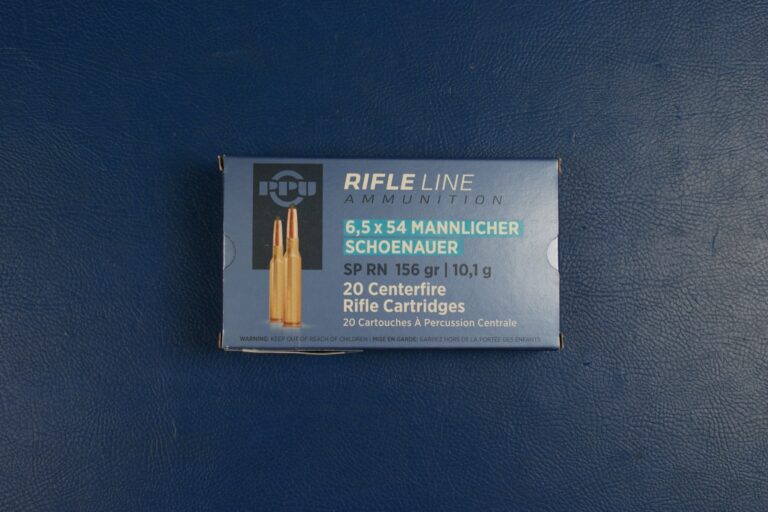 PPU
RIFLE LINE
AMMUNITION
6,5 x 54 MANNLICHER
SCHOENAUER
SP RN 156 gr | 10,1 g
20 Centerfire
Rifle Cartridges
20 Cartouches À Percussion Centrale
WARNING: KEEP OUT OF REACH OF CHILDREN | MISE EN GARDE: GARDEZ HORS DE LA PORTÉE DES ENFANTS